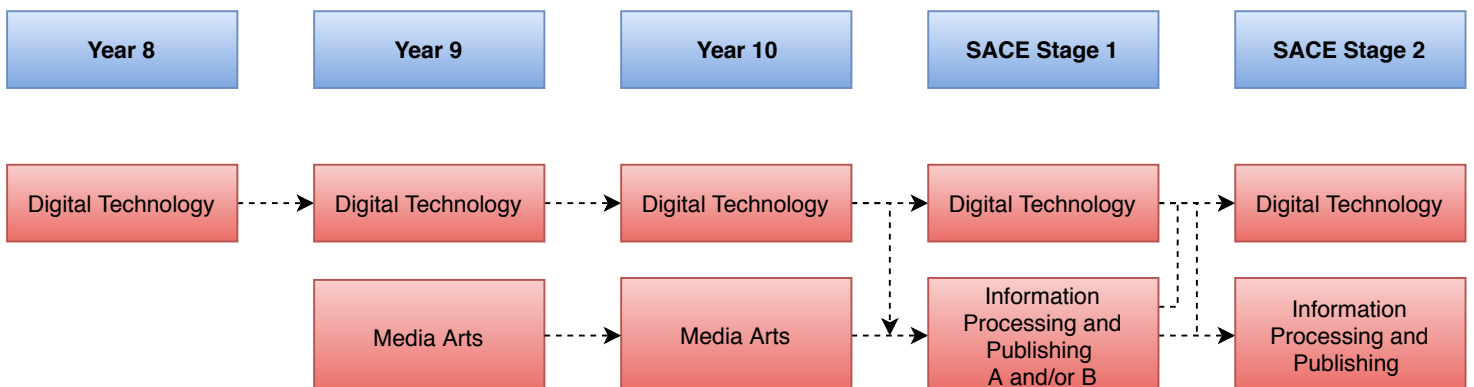 Year 8
Year 9
Year 10
SACE Stage 1
SACE Stage 2
Digital Technology
Digital Technology
Digital Technology
Digital Technology
Digital Technology
Media Arts
Media Arts
Information
Processing and
Publishing
A and/or B
Information
Processing and
Publishing